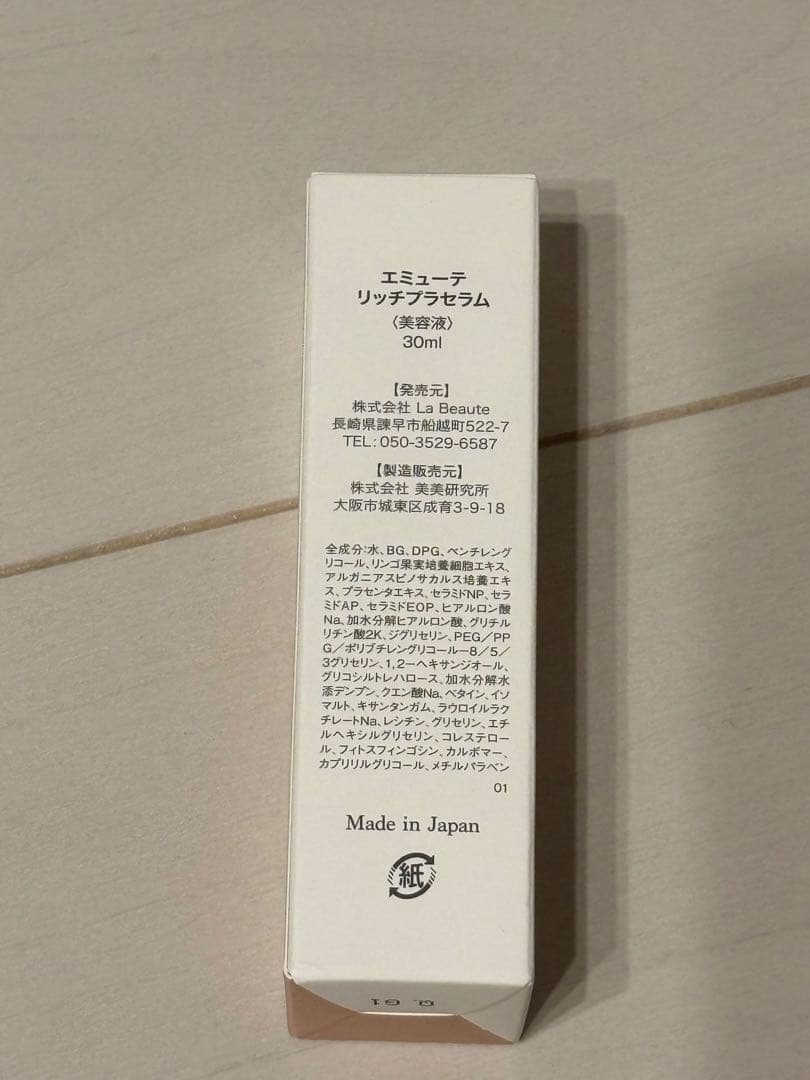 エミューテ
リッチプラセラム
〈美容液〉
30ml
【発売元】
株式会社 La Beaute
長崎県諫早市船越町522-7
TEL:050-3529-6587
【製造販売元】
株式会社 美美研究所
大阪市城東区成育3-9-18
全成分:水、BG、DPG、ペンチレング
リコール、リンゴ果実培養細胞エキス、
アルガニアスピノサカルス培養エキ
ス、プラセンタエキス、セラミドNP、セラ
ミドAP、セラミドEOP、ヒアルロン酸
Na、加水分解ヒアルロン酸、グリチル
リチン酸2K、ジグリセリン、PEG/PP
G/ポリブチレングリコール-8/5/
3グリセリン、1,2-ヘキサンジオール、
グリコシルトレハロース、加水分解水
添デンプン、クエン酸Na、ベタイン、イソ
マルト、キサンタンガム、ラウロイルラク
チレートNa、レシチン、グリセリン、エチ
ルヘキシルグリセリン、コレステロー
ル、フィトスフィンゴシン、カルボマー、
カプリリルグリコール、メチルパラベン
01
Made in Japan
紙